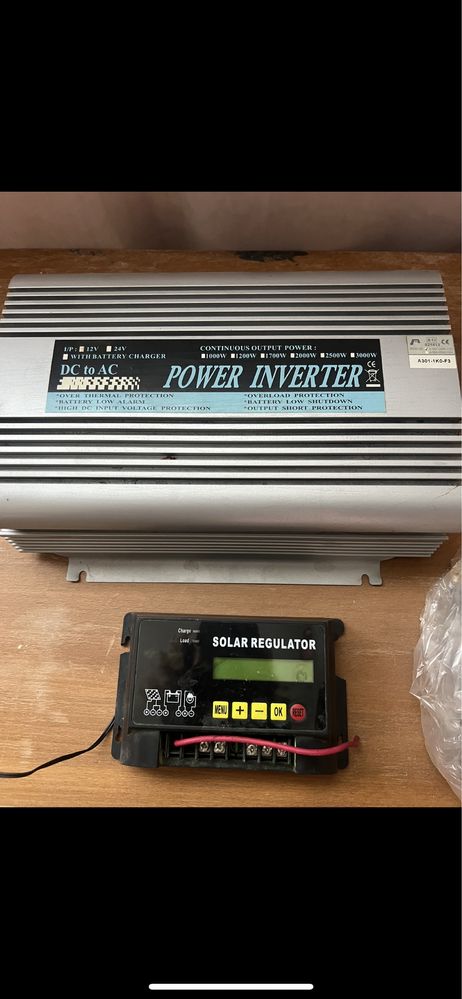 I/P : 12V 24V
WITH BATTERY CHARGER
CONTINUOUS OUTPUT POWER :
1000W 1200W 1700W 2000W 2500W 3000W
DC to AC
POWER INVERTER
CE
*OVER THERMAL PROTECTION
*BATTERY LOW ALARM
*HIGH DC INPUT VOLTAGE PROTECTION
*OVERLOAD PROTECTION
*BATTERY LOW SHUTDOWN
*OUTPUT SHORT PROTECTION
A301-1K0-F3
Charge
Load
SOLAR REGULATOR
MENU + − OK RESET